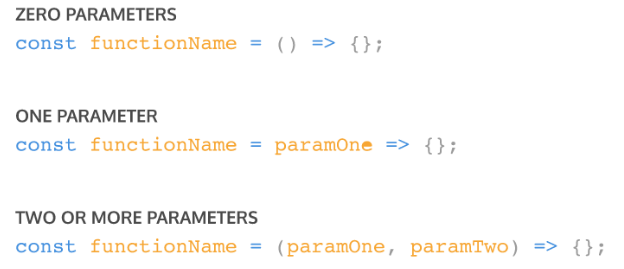 ZERO PARAMETERS
const functionName = () => {};
ONE PARAMETER
const functionName = paramOne => {};
TWO OR MORE PARAMETERS
const functionName = (paramOne, paramTwo) => {};